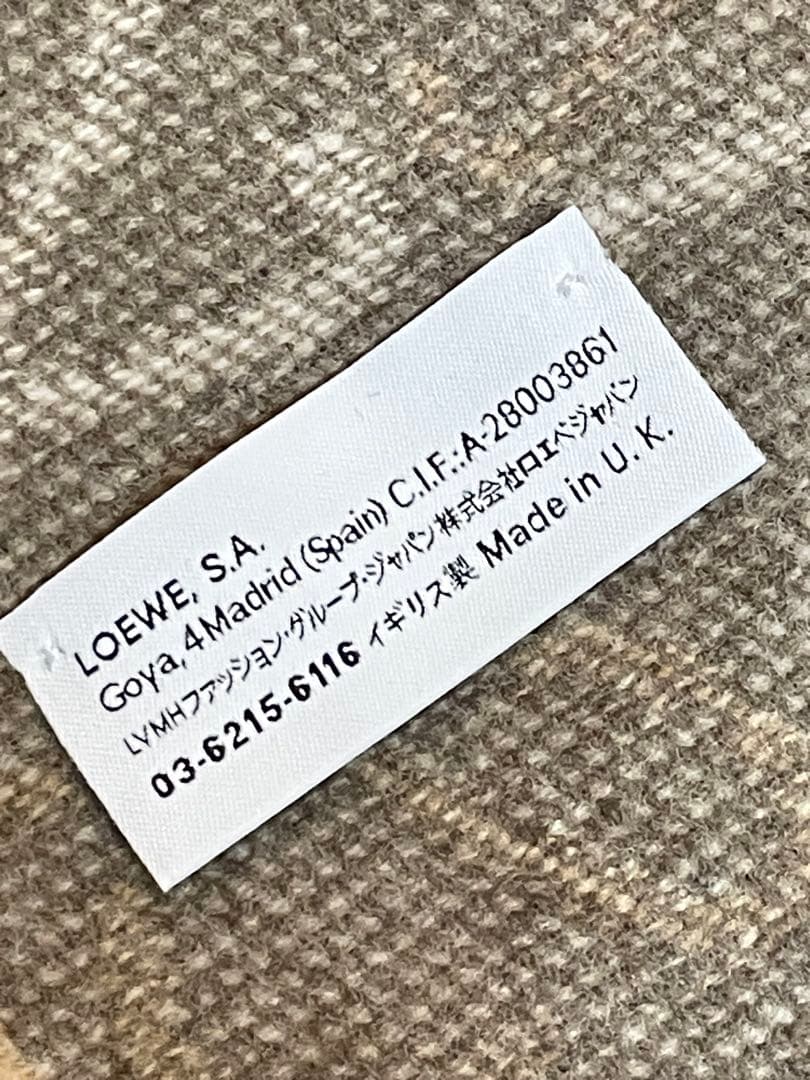 LOEWE, S.A.
Goya, 4 Madrid (Spain) C.I.F.:A-28003861
LVMHファッション・グループ・ジャパン株式会社ロエベジャパン
03-6215-6116 イギリス製 Made in U. K.